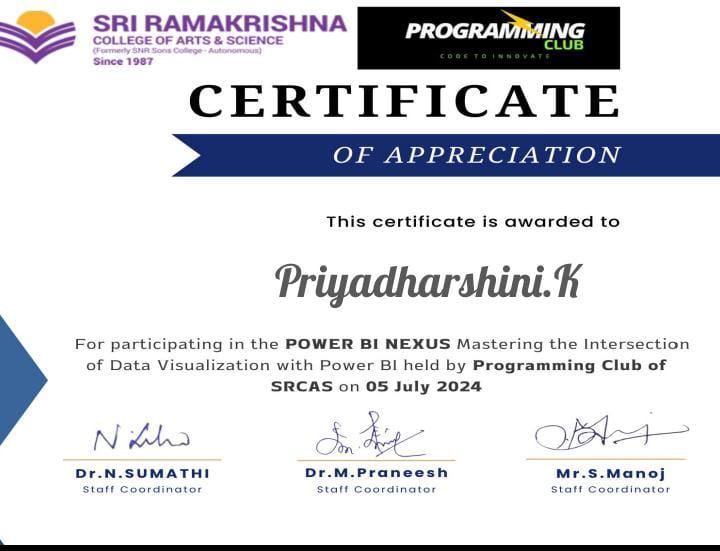 SRI RAMAKRISHNA
COLLEGE OF ARTS & SCIENCE
(Formerly SNR Sons College - Autonomous)
Since 1987
PROGRAMMING
CLUB
CODE TO INNOVATE
CERTIFICATE
OF APPRECIATION
This certificate is awarded to
Priyadharshini.K
For participating in the POWER BI NEXUS Mastering the Intersection
of Data Visualization with Power BI held by Programming Club of
SRCAS on 05 July 2024
Dr.N.SUMATHI
Staff Coordinator
Dr.M.Praneesh
Staff Coordinator
Mr.S.Manoj
Staff Coordinator